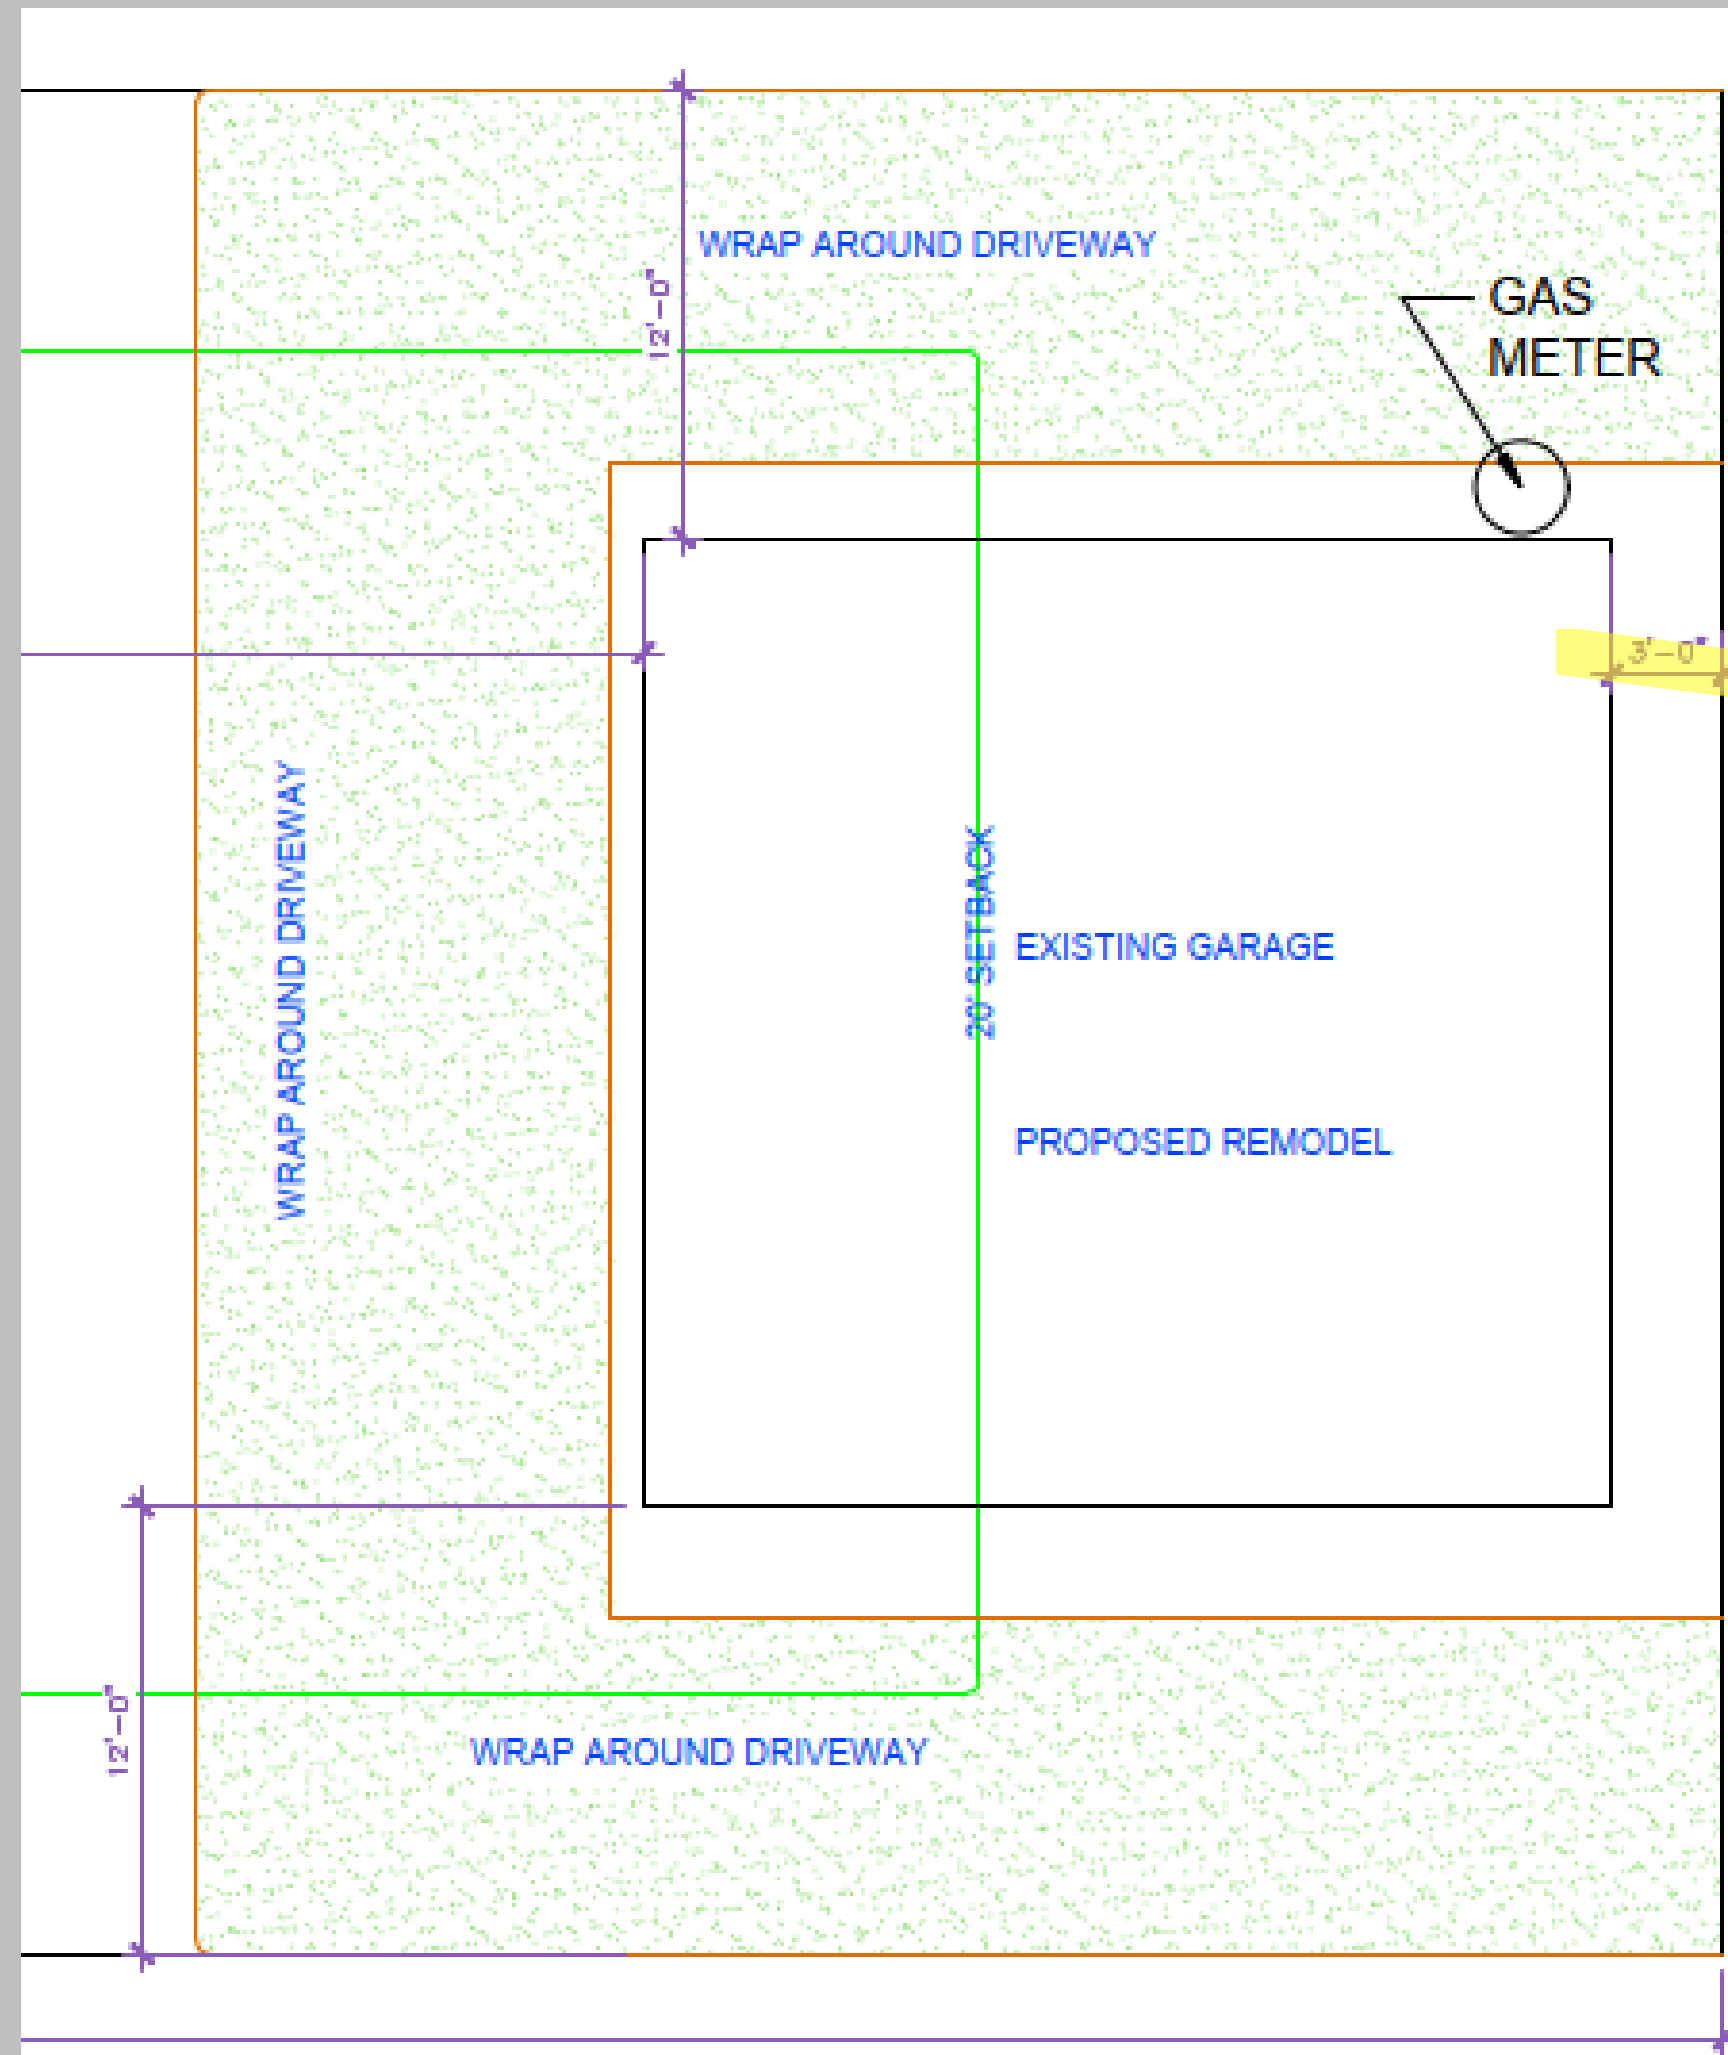 WRAP AROUND DRIVEWAY
12'-0"
GAS
METER
3'-0"
WRAP AROUND DRIVEWAY
20' SETBACK
EXISTING GARAGE
PROPOSED REMODEL
12'-0"
WRAP AROUND DRIVEWAY